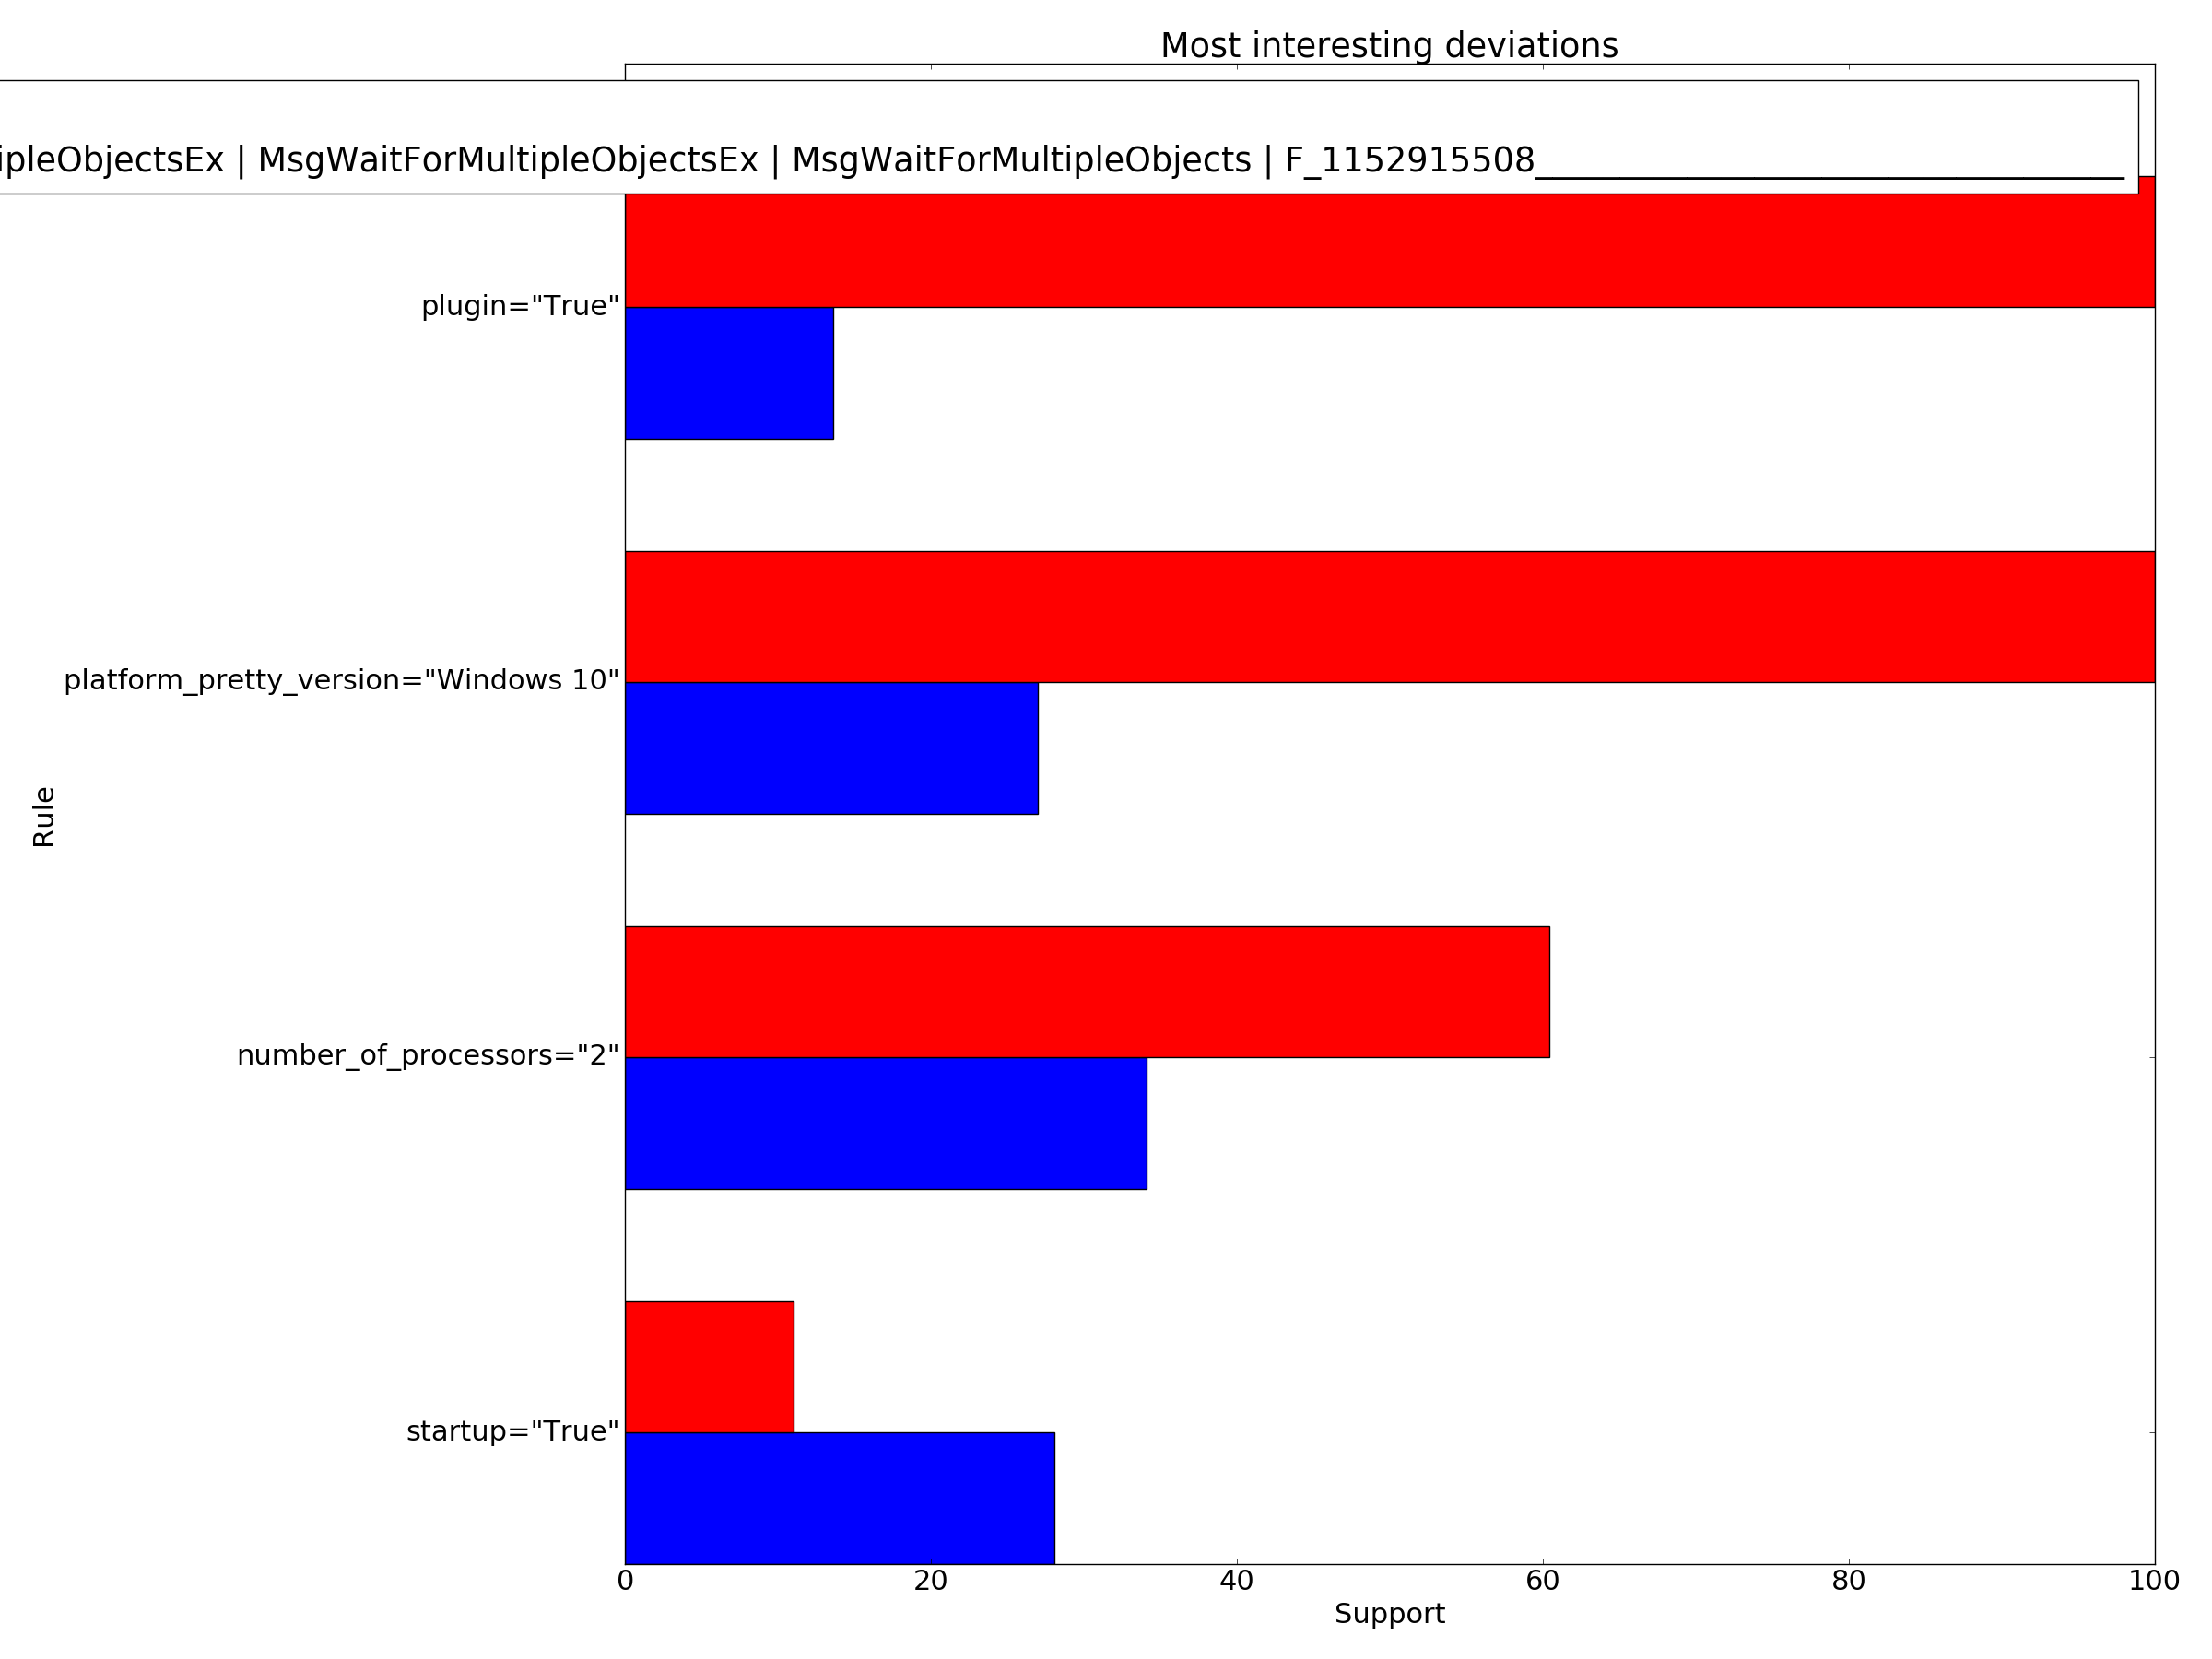 Most interesting deviations
ipleObjectsEx | MsgWaitForMultipleObjectsEx | MsgWaitForMultipleObjects | F_1152915508_____________________________
plugin="True"
platform_pretty_version="Windows 10"
Rule
number_of_processors="2"
startup="True"
0 20 40 60 80 100
Support